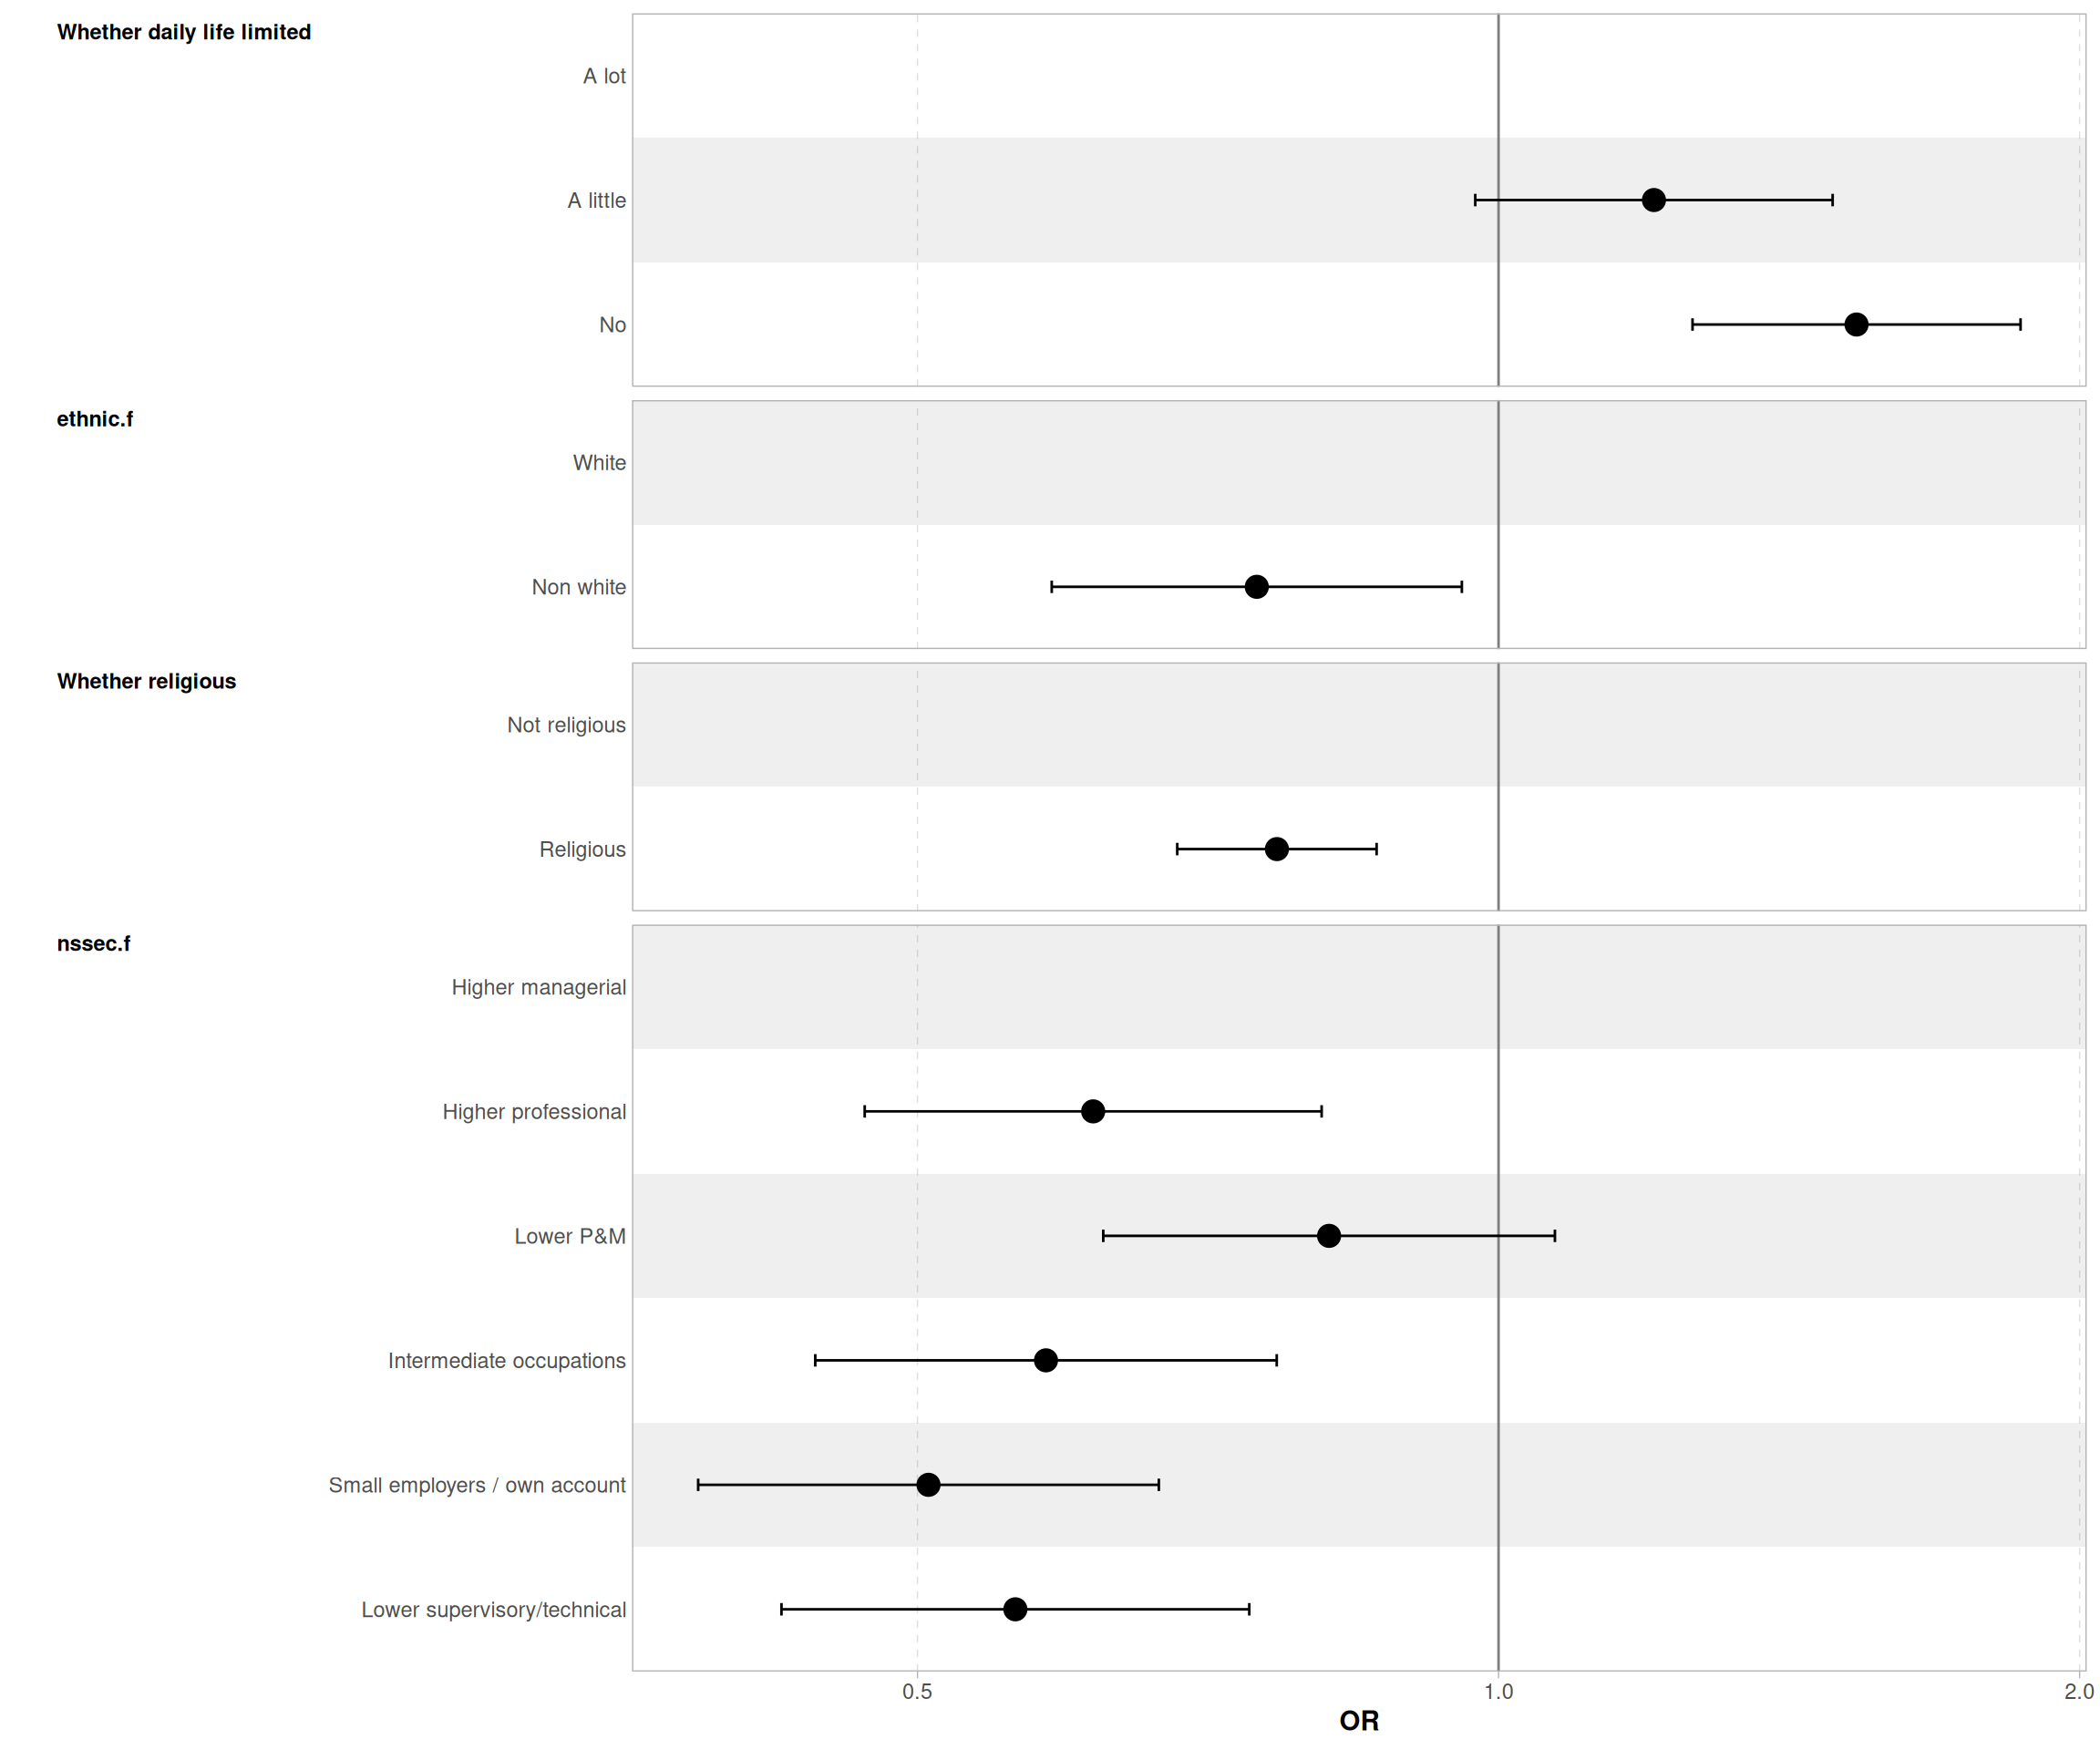 Whether daily life limited
A lot
A little
No
ethnic.f
White
Non white
Whether religious
Not religious
Religious
nssec.f
Higher managerial
Higher professional
Lower P&M
Intermediate occupations
Small employers / own account
Lower supervisory/technical
0.5 1.0 2.0
OR